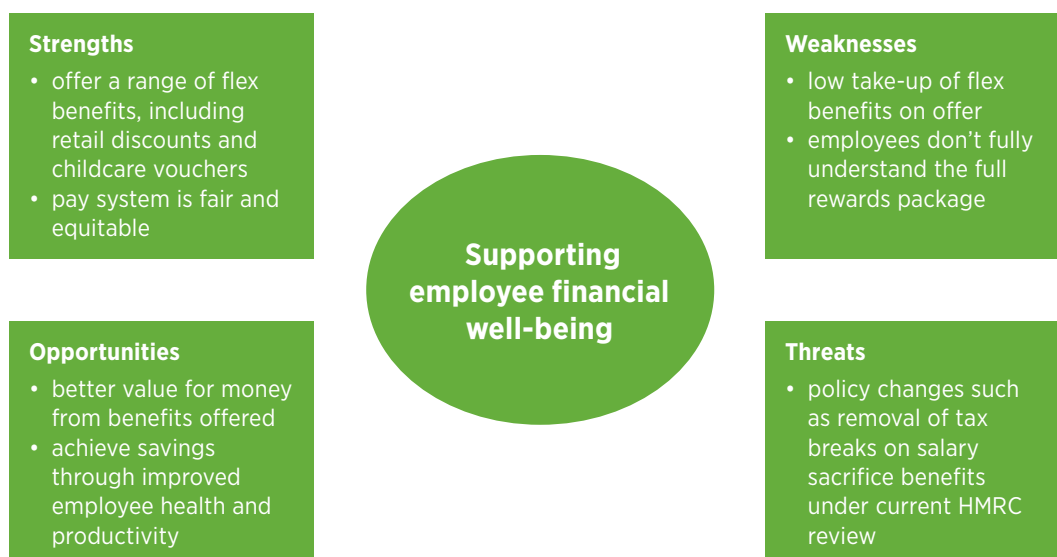 Strengths
• offer a range of flex
benefits, including
retail discounts and
childcare vouchers
• pay system is fair and
equitable
Weaknesses
• low take-up of flex
benefits on offer
• employees don’t fully
understand the full
rewards package
Supporting
employee financial
well-being
Opportunities
• better value for money
from benefits offered
• achieve savings
through improved
employee health and
productivity
Threats
• policy changes such
as removal of tax
breaks on salary
sacrifice benefits
under current HMRC
review